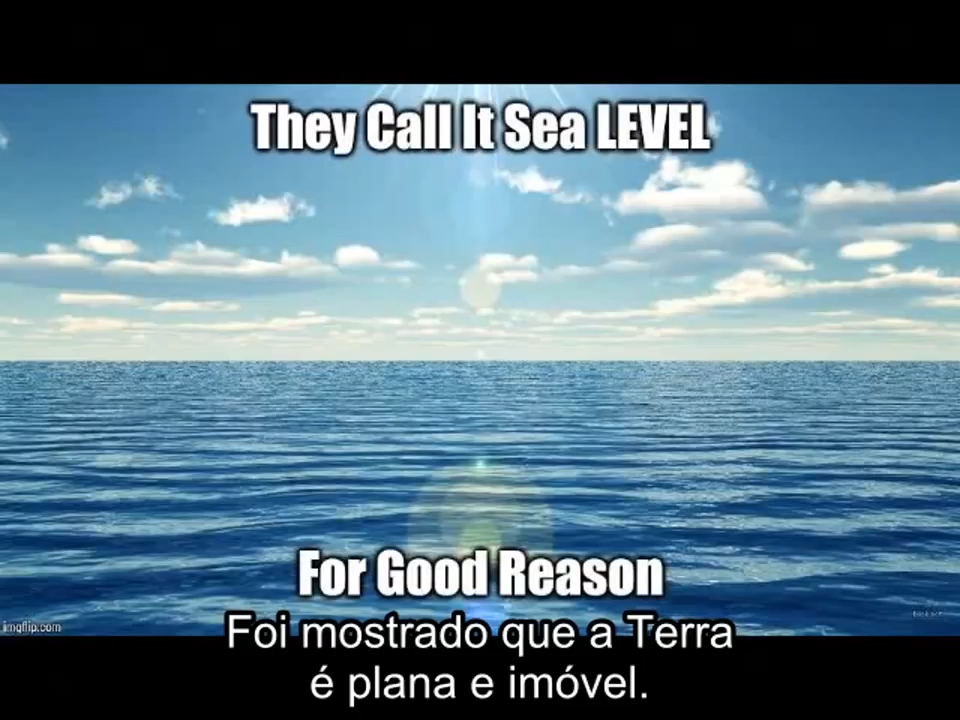 They Call It Sea LEVEL
For Good Reason
imgflip.com
Foi mostrado que a Terra
é plana e imóvel.